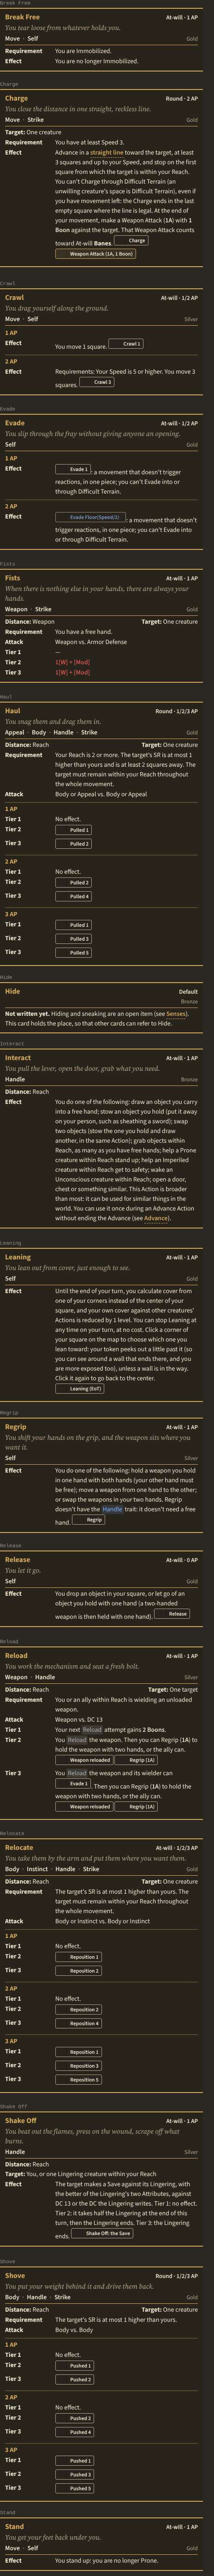 Break Free
Break Free At-will · 1 AP
You tear loose from whatever holds you.
Move · Self Gold
Requirement You are Immobilized.
Effect You are no longer Immobilized.
Charge
Charge Round · 2 AP
You close the distance in one straight, reckless line.
Move · Strike Gold
Target: One creature
Requirement You have at least Speed 3.
Effect Advance in a straight line toward the target, at least
3 squares and up to your Speed, and stop on the first
square from which the target is within your Reach.
You can't Charge through Difficult Terrain (an
unwilling creature's space is Difficult Terrain), even if
you have movement left: the Charge ends in the last
empty square where the line is legal. At the end of
your movement, make a Weapon Attack (1A) with 1
Boon against the target. That Weapon Attack counts
toward At-will Banes. Charge
Weapon Attack (1A, 1 Boon)
Crawl
Crawl At-will · 1/2 AP
You drag yourself along the ground.
Move · Self Silver
1 AP
Effect You move 1 square. Crawl 1
2 AP
Effect Requirements: Your Speed is 5 or higher. You move 3
squares. Crawl 3
Evade
Evade At-will · 1/2 AP
You slip through the fray without giving anyone an opening.
Self Gold
1 AP
Effect Evade 1 : a movement that doesn't trigger
reactions, in one piece; you can't Evade into or
through Difficult Terrain.
2 AP
Effect Evade Floor(Speed/2) : a movement that doesn't
trigger reactions, in one piece; you can't Evade into
or through Difficult Terrain.
Fists
Fists At-will · 1 AP
When there is nothing else in your hands, there are always your
hands.
Weapon · Strike Gold
Distance: Weapon Target: One creature
Requirement You have a free hand.
Attack Weapon vs. Armor Defense
Tier 1 —
Tier 2 1[W] + [Mod]
Tier 3 1[W] + [Mod]
Haul
Haul Round · 1/2/3 AP
You snag them and drag them in.
Appeal · Body · Handle · Strike Gold
Distance: Reach Target: One creature
Requirement Your Reach is 2 or more. The target's SR is at most 1
higher than yours and is at least 2 squares away. The
target must remain within your Reach throughout
the whole movement.
Attack Body or Appeal vs. Body or Appeal
1 AP
Tier 1 No effect.
Tier 2 Pulled 1
Tier 3 Pulled 2
2 AP
Tier 1 No effect.
Tier 2 Pulled 2
Tier 3 Pulled 4
3 AP
Tier 1 Pulled 1
Tier 2 Pulled 3
Tier 3 Pulled 5
Hide
Hide Default
Bronze
Not written yet. Hiding and sneaking are an open item (see Senses).
This card holds the place, so that other cards can refer to Hide.
Interact
Interact At-will · 1 AP
You pull the lever, open the door, grab what you need.
Handle Bronze
Distance: Reach
Effect You do one of the following: draw an object you carry
into a free hand; stow an object you hold (put it away
on your person, such as sheathing a sword); swap
two objects (stow the one you hold and draw
another, in the same Action); grab objects within
Reach, as many as you have free hands; help a Prone
creature within Reach stand up; help an Impaired
creature within Reach get to safety; wake an
Unconscious creature within Reach; open a door,
chest or something similar. This Action is broader
than most: it can be used for similar things in the
world. You can use it once during an Advance Action
without ending the Advance (see Advance).
Leaning
Leaning At-will · 1 AP
You lean out from cover, just enough to see.
Self Gold
Effect Until the end of your turn, you calculate cover from
one of your corners instead of the center of your
square, and your own cover against other creatures'
Actions is reduced by 1 level. You can stop Leaning at
any time on your turn, at no cost. Click a corner of
your square on the map to choose which one you
lean toward: your token peeks out a little that way (so
you can see around a wall that ends there, and you
are more exposed too), unless a wall is in the way.
Click it again to go back to the center.
Leaning (EoT)
Regrip
Regrip At-will · 1 AP
You shift your hands on the grip, and the weapon sits where you
want it.
Self Silver
Effect You do one of the following: hold a weapon you hold
in one hand with both hands (your other hand must
be free); move a weapon from one hand to the other;
or swap the weapons in your two hands. Regrip
doesn't have the Handle trait: it doesn't need a free
hand. Regrip
Release
Release At-will · 0 AP
You let it go.
Self Gold
Effect You drop an object in your square, or let go of an
object you hold with one hand (a two-handed
weapon is then held with one hand). Release
Reload
Reload At-will · 1 AP
You work the mechanism and seat a fresh bolt.
Weapon · Handle Silver
Distance: Reach Target: One target
Requirement You or an ally within Reach is wielding an unloaded
weapon.
Attack Weapon vs. DC 13
Tier 1 Your next Reload attempt gains 2 Boons.
Tier 2 You Reload the weapon. Then you can Regrip (1A) to
hold the weapon with two hands, or the ally can.
Weapon reloaded Regrip (1A)
Tier 3 You Reload the weapon and its wielder can
Evade 1 . Then you can Regrip (1A) to hold the
weapon with two hands, or the ally can.
Weapon reloaded Regrip (1A)
Relocate
Relocate At-will · 1/2/3 AP
You take them by the arm and put them where you want them.
Body · Instinct · Handle · Strike Gold
Distance: Reach Target: One creature
Requirement The target's SR is at most 1 higher than yours. The
target must remain within your Reach throughout
the whole movement.
Attack Body or Instinct vs. Body or Instinct
1 AP
Tier 1 No effect.
Tier 2 Reposition 1
Tier 3 Reposition 2
2 AP
Tier 1 No effect.
Tier 2 Reposition 2
Tier 3 Reposition 4
3 AP
Tier 1 Reposition 1
Tier 2 Reposition 3
Tier 3 Reposition 5
Shake Off
Shake Off At-will · 1 AP
You beat out the flames, press on the wound, scrape off what
burns.
Handle Silver
Distance: Reach
Target: You, or one Lingering creature within your Reach
Effect The target makes a Save against its Lingering, with
the better of the Lingering's two Attributes, against
DC 13 or the DC the Lingering writes. Tier 1: no effect.
Tier 2: it takes half the Lingering at the end of this
turn, then the Lingering ends. Tier 3: the Lingering
ends. Shake Off: the Save
Shove
Shove Round · 1/2/3 AP
You put your weight behind it and drive them back.
Body · Handle · Strike Gold
Distance: Reach Target: One creature
Requirement The target's SR is at most 1 higher than yours.
Attack Body vs. Body
1 AP
Tier 1 No effect.
Tier 2 Pushed 1
Tier 3 Pushed 2
2 AP
Tier 1 No effect.
Tier 2 Pushed 2
Tier 3 Pushed 4
3 AP
Tier 1 Pushed 1
Tier 2 Pushed 3
Tier 3 Pushed 5
Stand
Stand At-will · 1 AP
You get your feet back under you.
Move · Self Gold
Effect You stand up: you are no longer Prone.